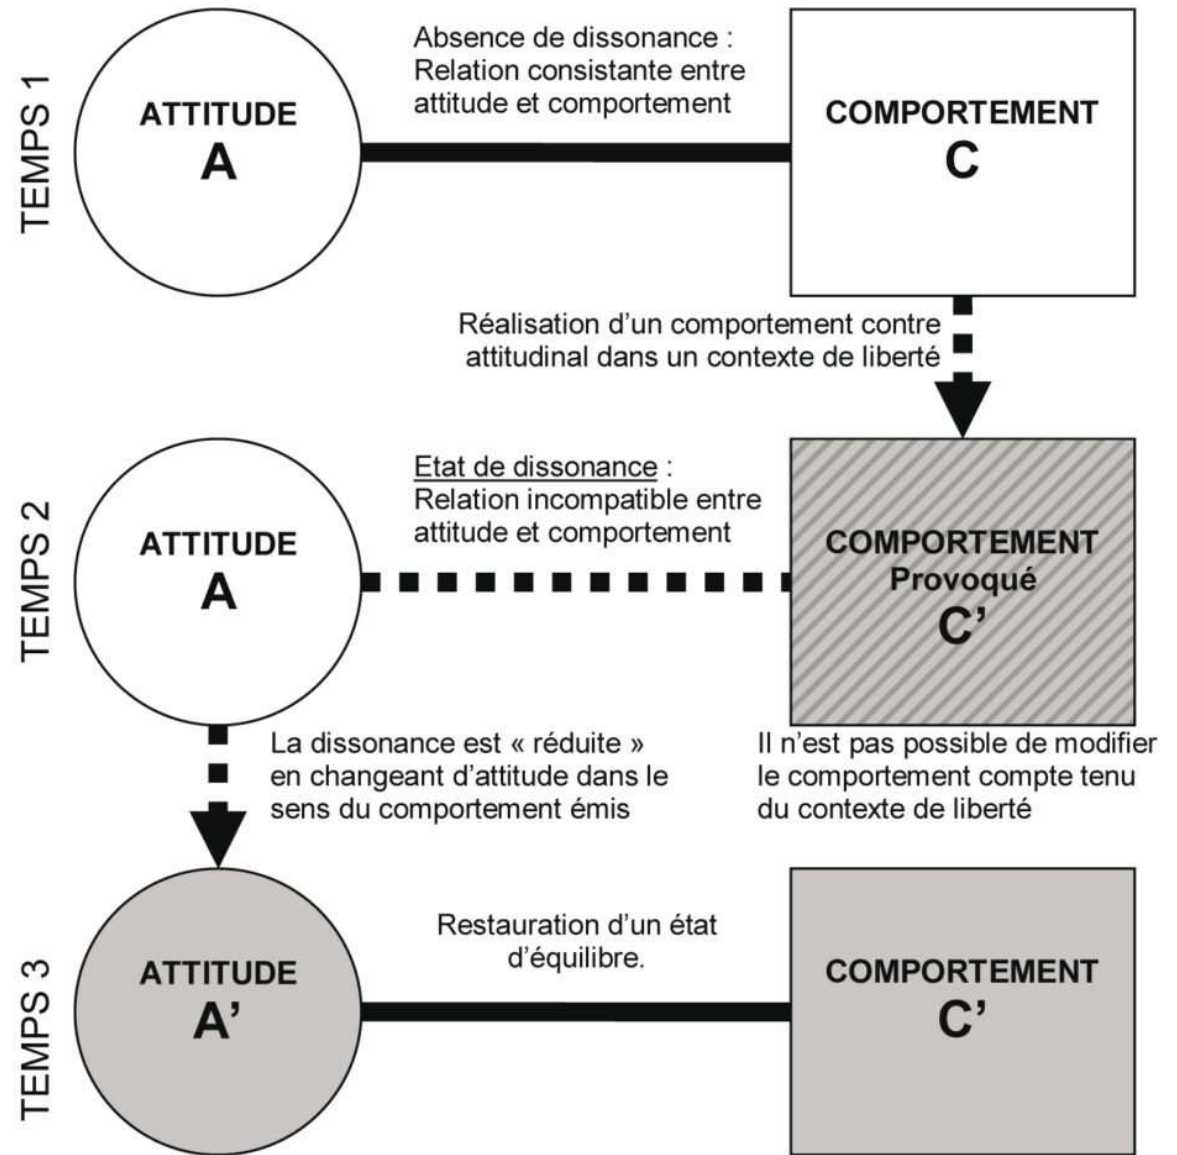 TEMPS 1
ATTITUDE
A
Absence de dissonance :
Relation consistante entre
attitude et comportement
COMPORTEMENT
C
Réalisation d'un comportement contre
attitudinal dans un contexte de liberté
TEMPS 2
ATTITUDE
A
Etat de dissonance :
Relation incompatible entre
attitude et comportement
COMPORTEMENT
Provoqué
C'
La dissonance est « réduite »
en changeant d'attitude dans le
sens du comportement émis
Il n'est pas possible de modifier
le comportement compte tenu
du contexte de liberté
TEMPS 3
ATTITUDE
A'
Restauration d'un état
d'équilibre.
COMPORTEMENT
C'